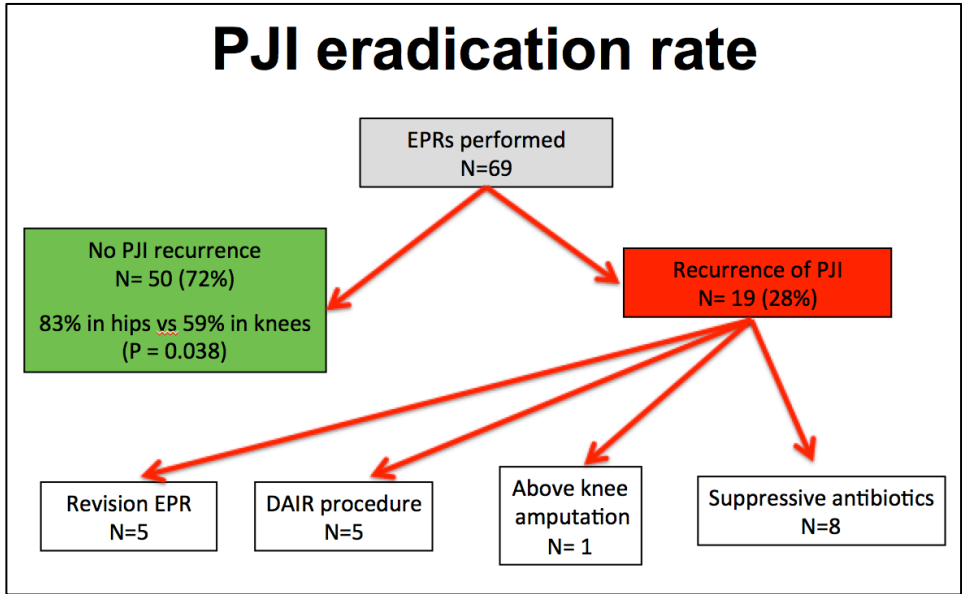 PJI eradication rate
EPRs performed
N=69
No PJI recurrence
N= 50 (72%)
83% in hips vs 59% in knees
(P = 0.038)
Recurrence of PJI
N= 19 (28%)
Revision EPR
N=5
DAIR procedure
N=5
Above knee
amputation
N= 1
Suppressive antibiotics
N=8